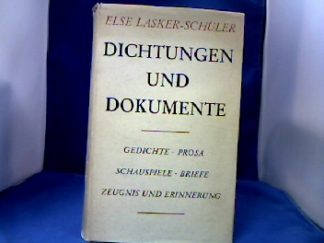 ELSE LASKER-SCHÜLER
DICHTUNGEN
UND
DOKUMENTE
GEDICHTE · PROSA
SCHAUSPIELE · BRIEFE
ZEUGNIS UND ERINNERUNG